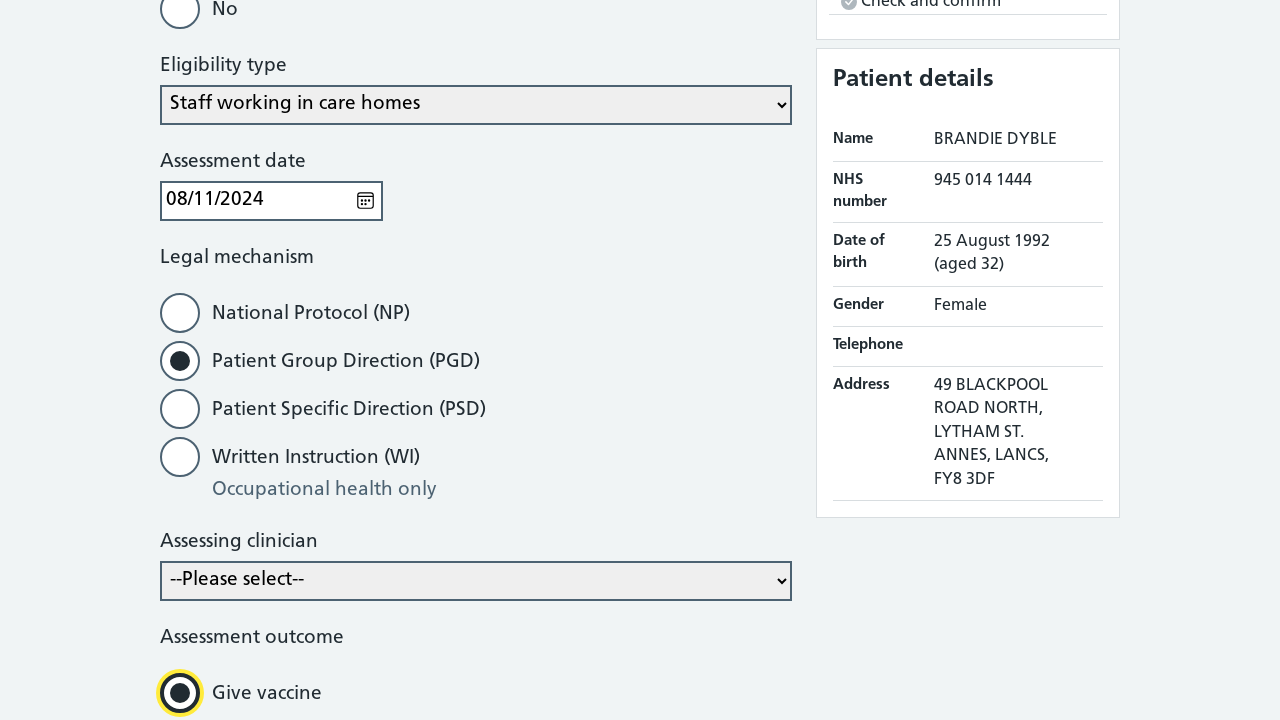 No
Eligibility type
Staff working in care homes
Assessment date
08/11/2024
Legal mechanism
National Protocol (NP)
Patient Group Direction (PGD)
Patient Specific Direction (PSD)
Written Instruction (WI)
Occupational health only
Assessing clinician
--Please select--
Assessment outcome
Give vaccine
Check and confirm
Patient details
Name BRANDIE DYBLE
NHS number 945 014 1444
Date of birth 25 August 1992
(aged 32)
Gender Female
Telephone
Address 49 BLACKPOOL
ROAD NORTH,
LYTHAM ST.
ANNES, LANCS,
FY8 3DF